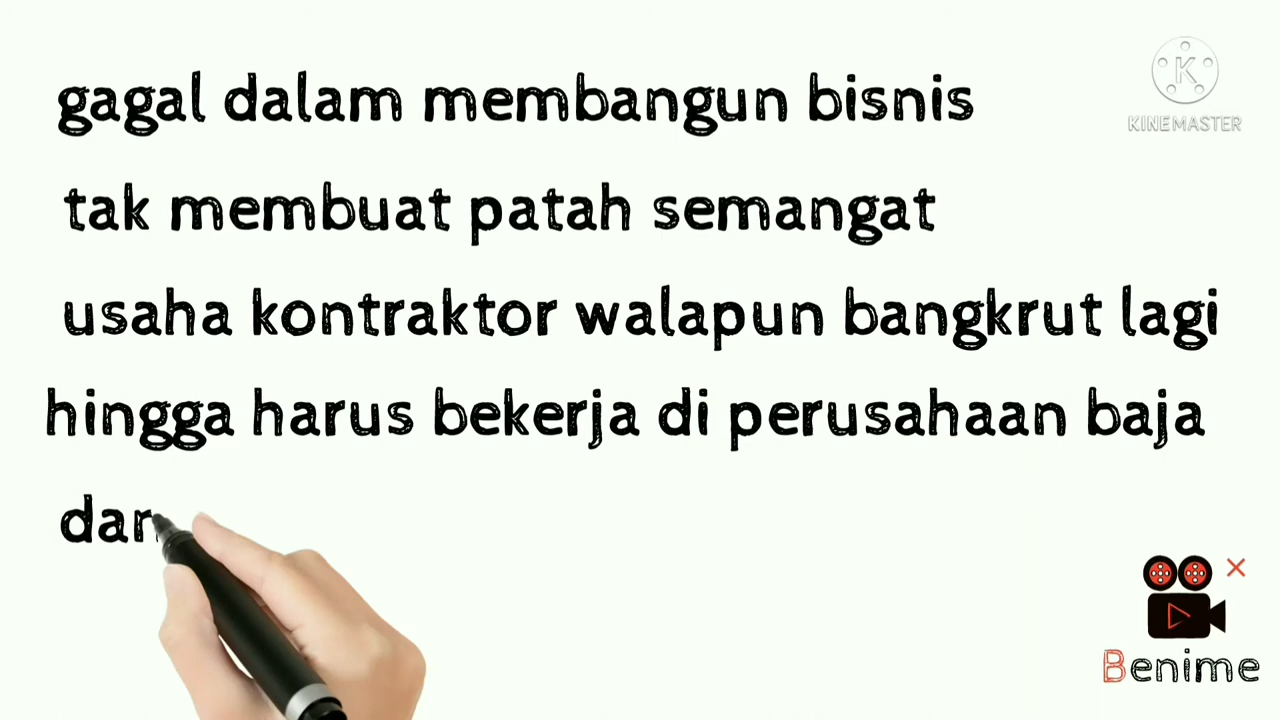 gagal dalam membangun bisnis
tak membuat patah semangat
usaha kontraktor walapun bangkrut lagi
hingga harus bekerja di perusahaan baja
K
KINEMASTER
Benime